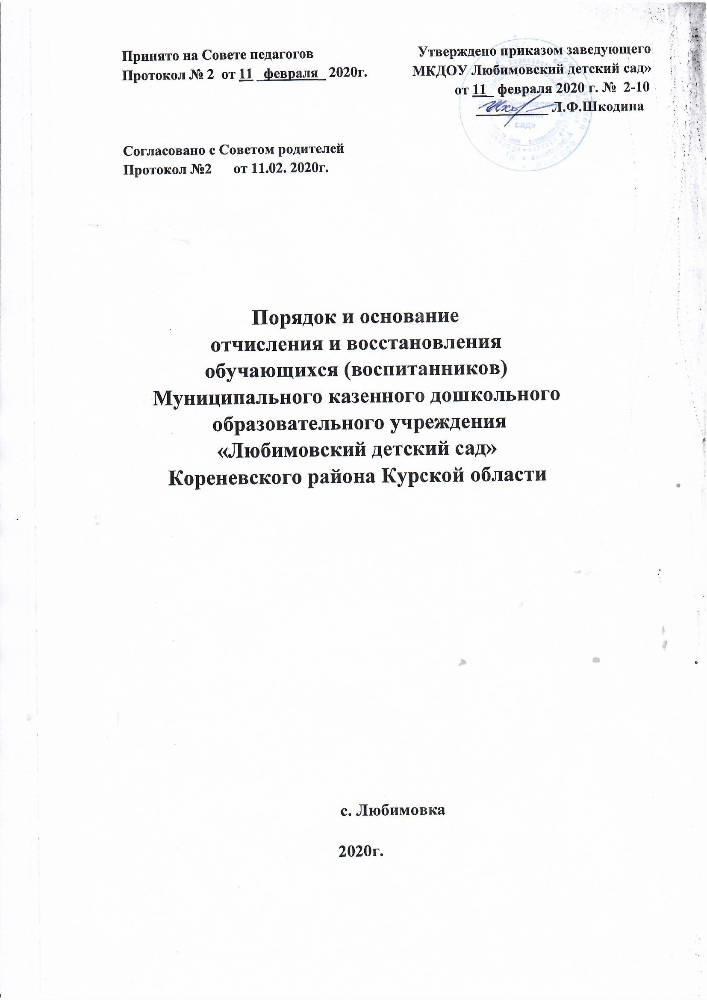 Принято на Совете педагогов
Протокол № 2 от 11 февраля 2020г.
Утверждено приказом заведующего
МКДОУ Любимовский детский сад»
от 11 февраля 2020 г. № 2-10
Л.Ф.Шкодина
сад»
Согласовано с Советом родителей
Протокол №2 от 11.02. 2020г.
Порядок и основание
отчисления и восстановления
обучающихся (воспитанников)
Муниципального казенного дошкольного
образовательного учреждения
«Любимовский детский сад»
Кореневского района Курской области
с. Любимовка
2020г.